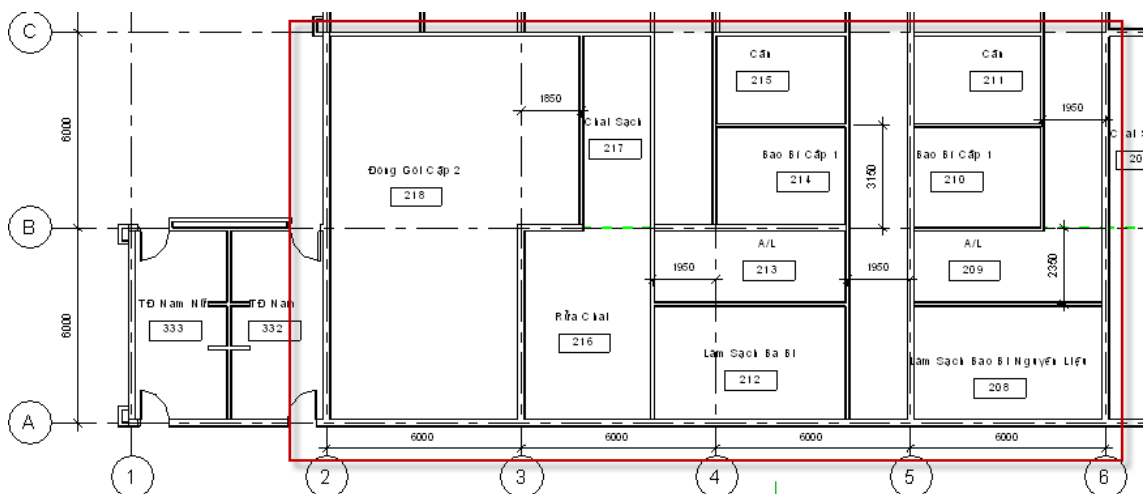 C
Cấn
215
Cấn
211
1850
1950
6000
Chai Sạch
217
Bao Bì Cấp 1
214
3150
Bao Bì Cấp 1
210
Đóng Gói Cấp 2
218
B
A/L
213
A/L
209
1950
1950
2350
6000
TĐ Nam Nữ
333
TĐ Nam
332
Rửa Chai
216
Làm Sạch Ba Bì
212
Làm Sạch Bao Bì Nguyên Liệu
208
A
6000
6000
6000
6000
1
2
3
4
5
6